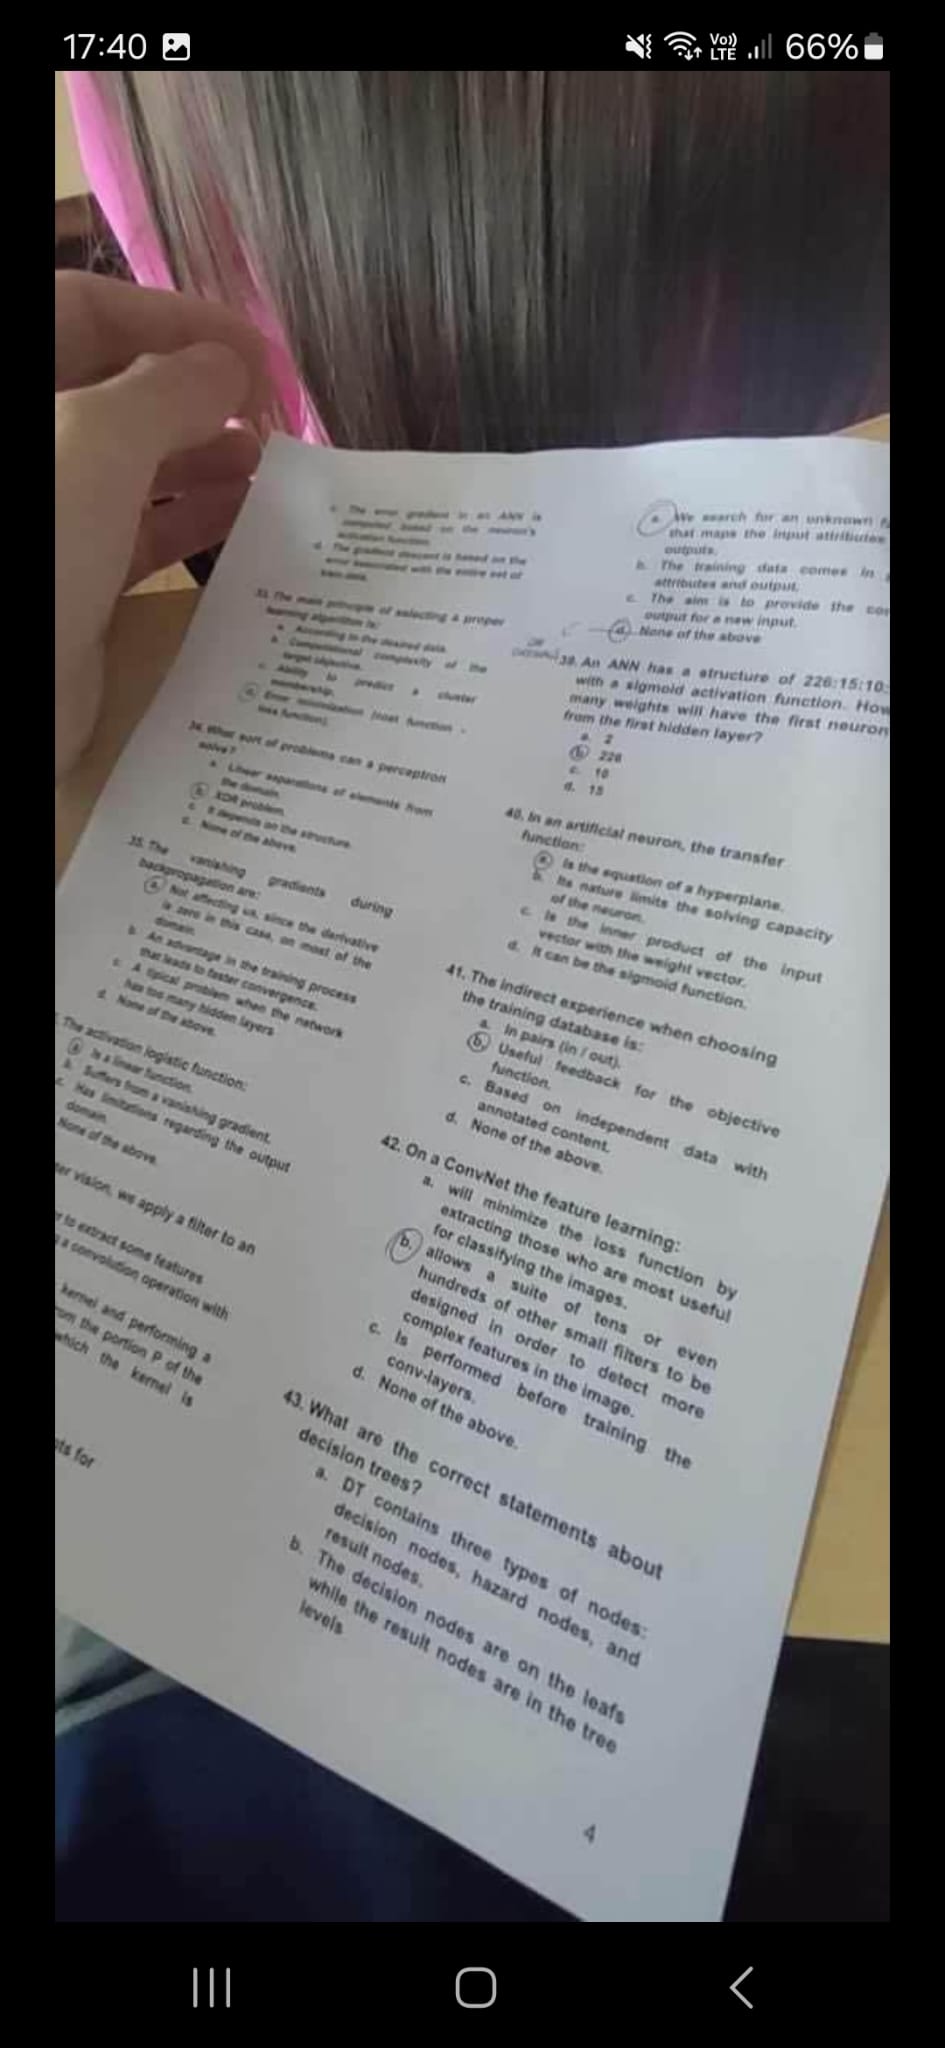 17:40
Vo))
LTE
66%
c. The error gradient in an ANN is
computed based on the neuron's
activation function.
d. The gradient descent is based on the
error associated with the entire set of
train data.
33. The main principle of selecting a proper
learning algorithm is:
a. According to the desired data.
b. Computational complexity of the
target objective.
c. Ability to predict a cluster
membership.
d. Error minimization (cost function -
loss function).
34. What sort of problems can a perceptron
solve?
a. Linear separations of elements from
the domain.
b. XOR problem.
c. It depends on the structure.
c. None of the above.
35. The vanishing gradients during
backpropagation are:
a. Not affecting us, since the derivative
is zero in this case, on most of the
domain.
b. An advantage in the training process
that leads to faster convergence.
c. A tipical problem when the network
has too many hidden layers
d. None of the above.
The activation logistic function:
a. Is a linear function.
b. Suffers from a vanishing gradient.
c. Has limitations regarding the output
domain.
None of the above.
vision, we apply a filter to an
to extract some features
a convolution operation with
kernel and performing a
the portion P of the
which the kernel is
for
a. We search for an unknown
that maps the input attributes
outputs.
b. The training data comes in
attributes and output.
c. The aim is to provide the
output for a new input.
d. None of the above
39. An ANN has a structure of 226:15:10:
with a sigmoid activation function. How
many weights will have the first neuron
from the first hidden layer?
a. 2
b. 226
c. 10
d. 15
40. In an artificial neuron, the transfer
function:
a. Is the equation of a hyperplane.
b. Its nature limits the solving capacity
of the neuron.
c. Is the inner product of the input
vector with the weight vector.
d. It can be the sigmoid function.
41. The indirect experience when choosing
the training database is:
a. In pairs (in / out).
b. Useful feedback for the objective
function.
c. Based on independent data with
annotated content.
d. None of the above.
42. On a ConvNet the feature learning:
a. will minimize the loss function by
extracting those who are most useful
for classifying the images.
b. allows a suite of tens or even
hundreds of other small filters to be
designed in order to detect more
complex features in the image.
c. Is performed before training the
conv-layers.
d. None of the above.
43. What are the correct statements about
decision trees?
a. DT contains three types of nodes:
decision nodes, hazard nodes, and
result nodes.
b. The decision nodes are on the leafs
while the result nodes are in the tree
levels
4